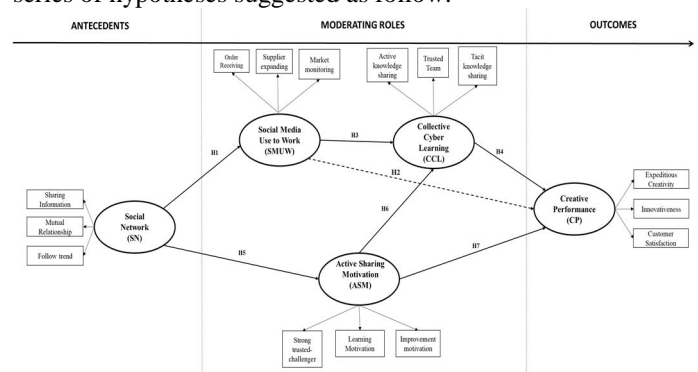 series of hypotheses suggested as follow:
ANTECEDENTS
MODERATING ROLES
OUTCOMES
Order
Receiving
Supplier
expanding
Market
monitoring
Active
knowledge
sharing
Trusted
Team
Tacit
knowledge
sharing
Social Media
Use to Work
(SMUW)
H3
Collective
Cyber
Learning
(CCL)
H1
H4
H2
Sharing
Information
Mutual
Relationship
Follow trend
Social
Network
(SN)
H6
Creative
Performance
(CP)
Expeditious
Creativity
Innovativeness
Customer
Satisfaction
H5
H7
Active Sharing
Motivation
(ASM)
Strong
trusted-
challenger
Learning
Motivation
Improvement
motivation